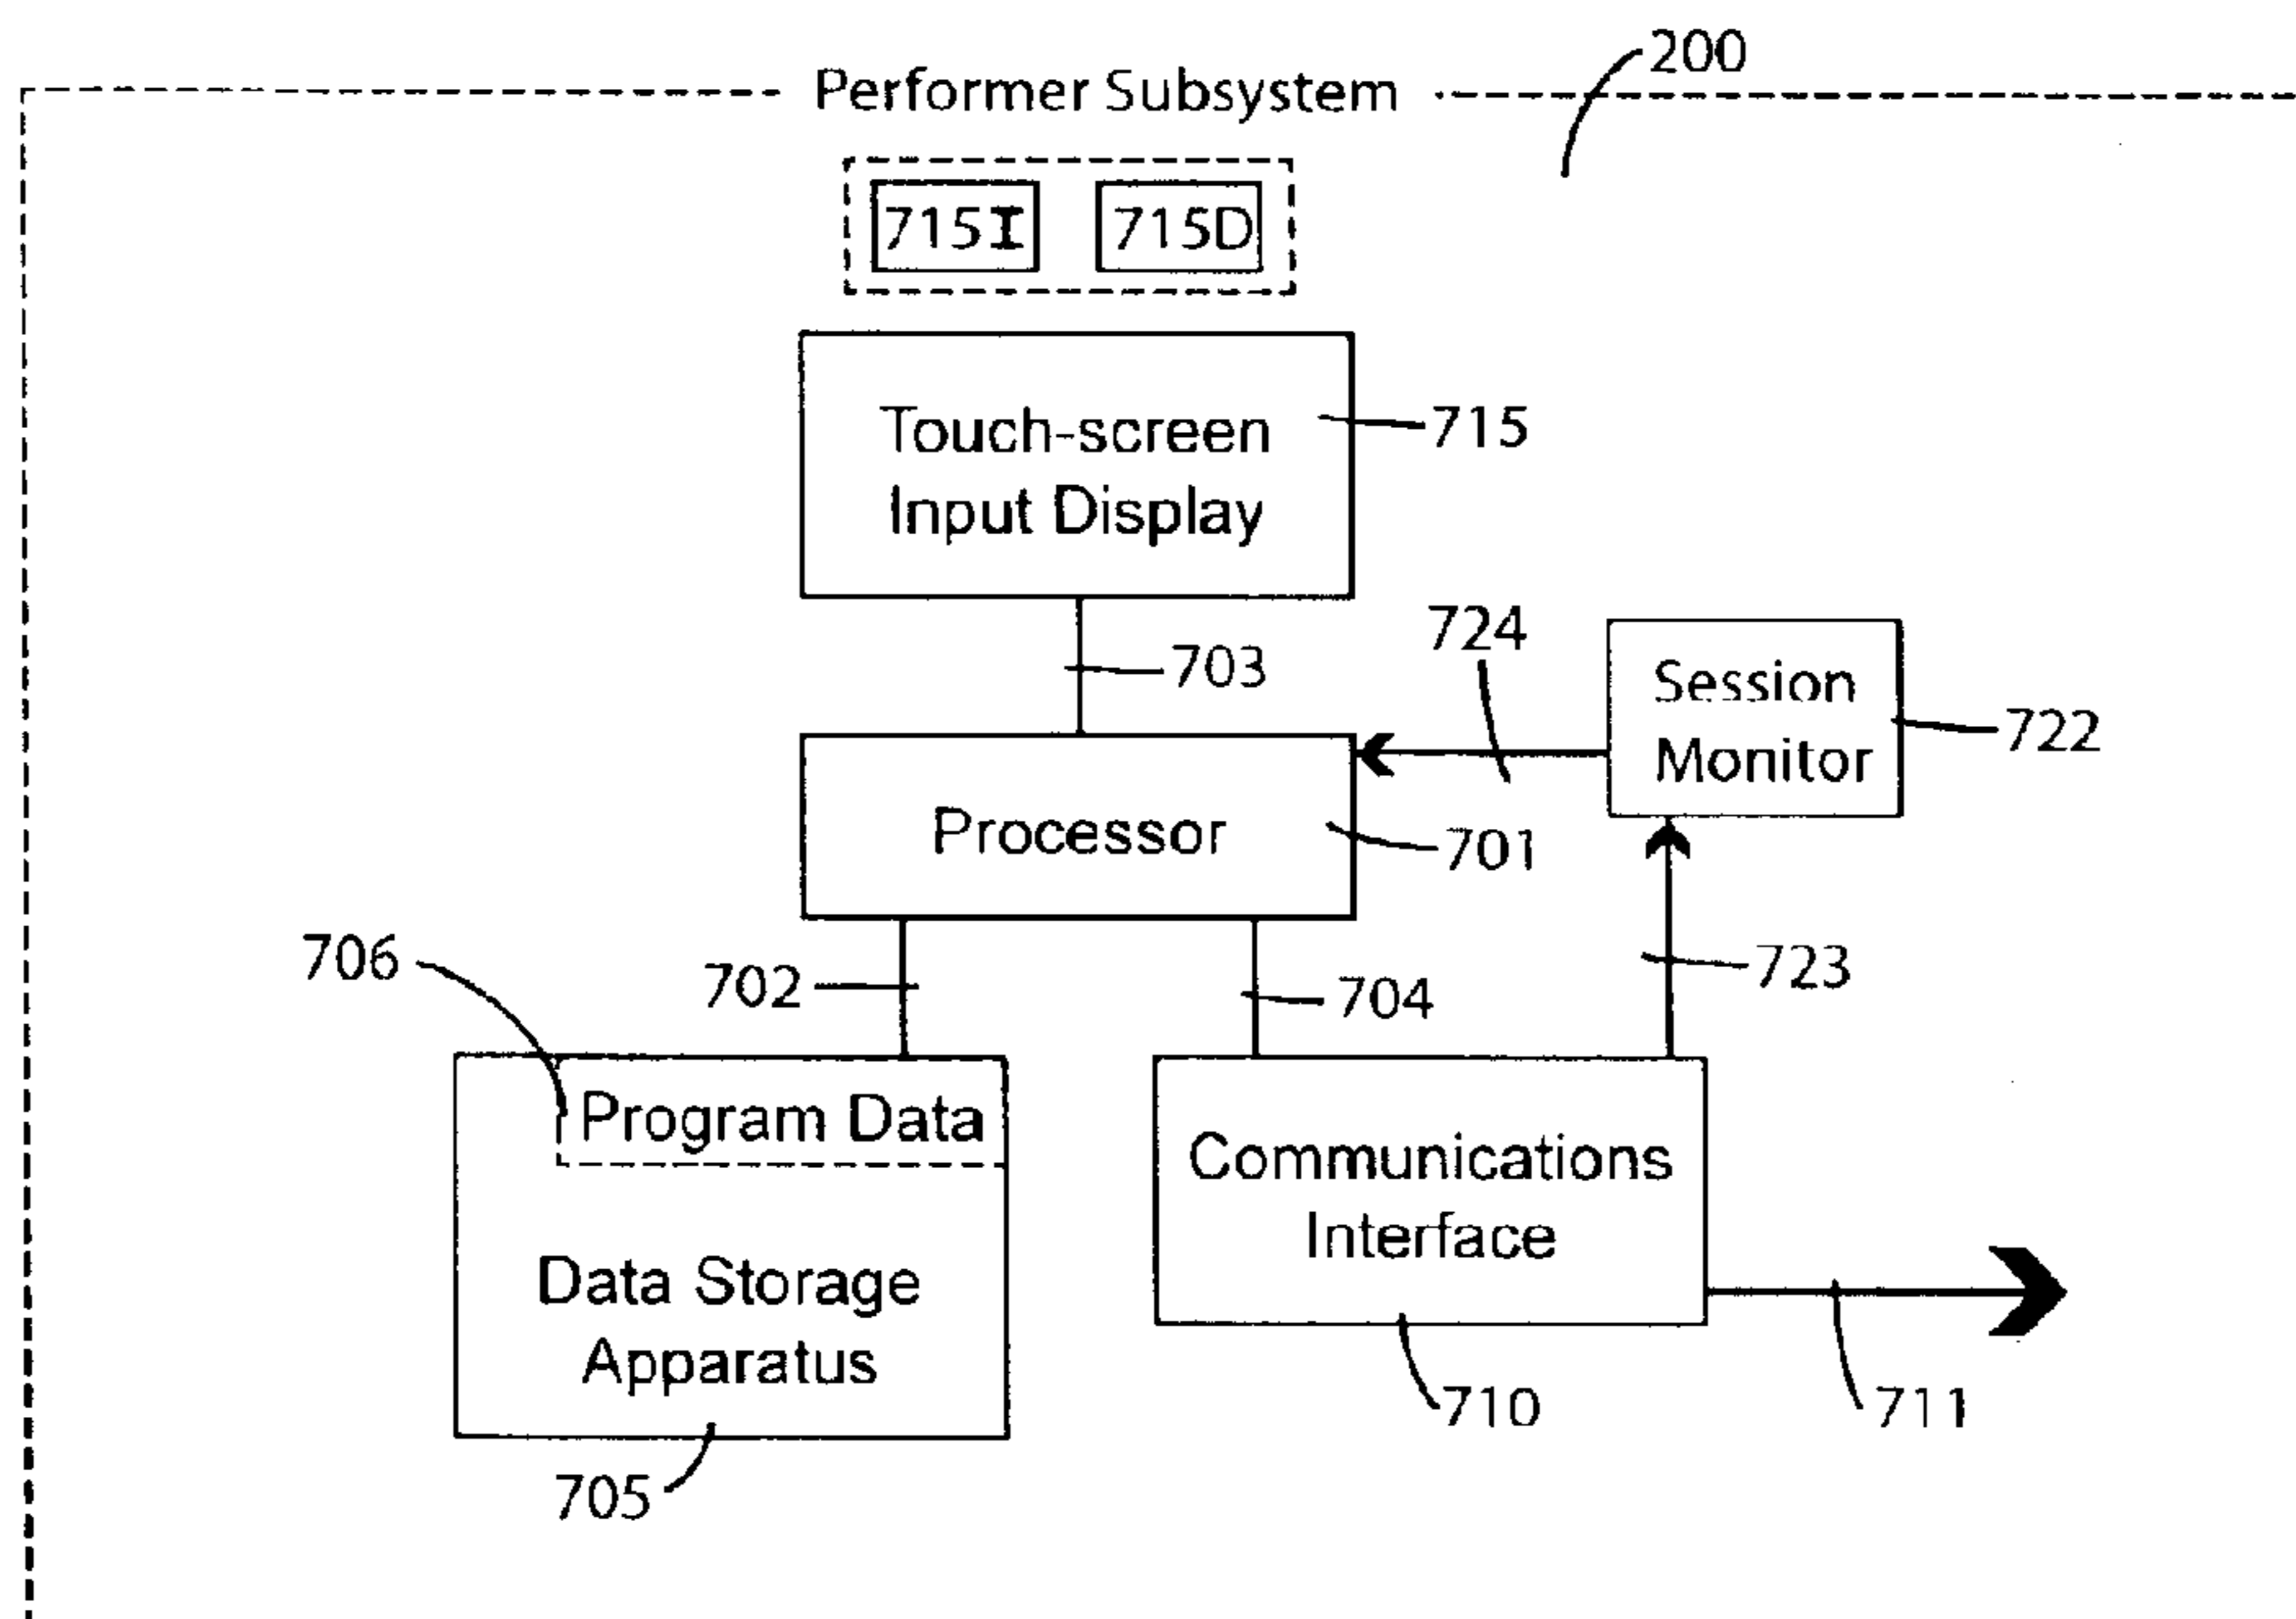 200
Performer Subsystem
715I 715D
Touch-screen
Input Display
715
703
724
Session
Monitor
722
Processor
701
706
702
704
723
Program Data
Communications
Interface
Data Storage
Apparatus
710
711
705